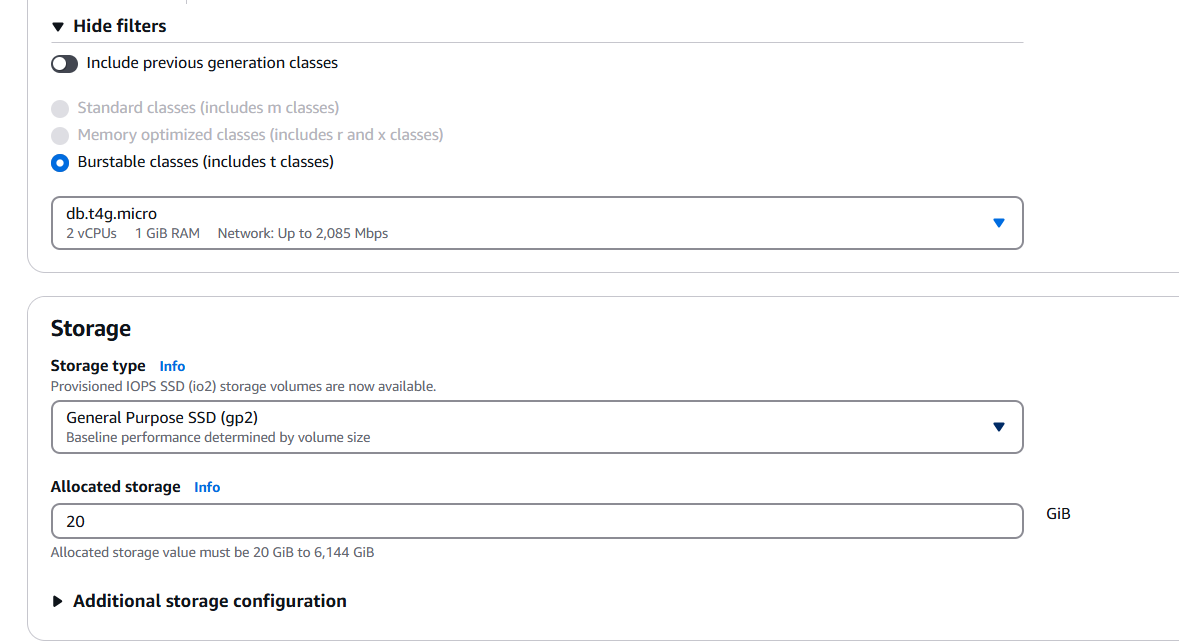 Hide filters
Include previous generation classes
Standard classes (includes m classes)
Memory optimized classes (includes r and x classes)
Burstable classes (includes t classes)
db.t4g.micro
2 vCPUs 1 GiB RAM Network: Up to 2,085 Mbps
Storage
Storage type Info
Provisioned IOPS SSD (io2) storage volumes are now available.
General Purpose SSD (gp2)
Baseline performance determined by volume size
Allocated storage Info
20
GiB
Allocated storage value must be 20 GiB to 6,144 GiB
Additional storage configuration